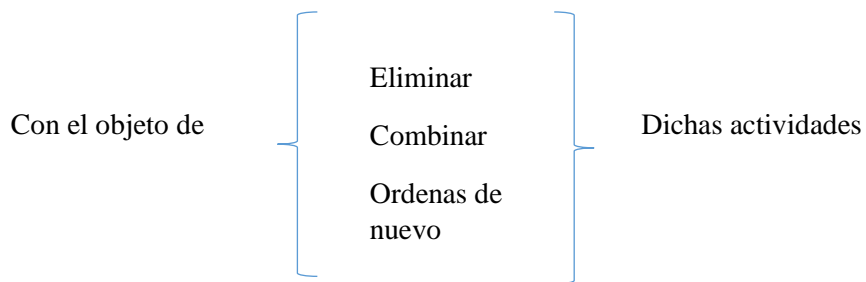 Con el objeto de
Eliminar
Combinar
Ordenas de
nuevo
Dichas actividades